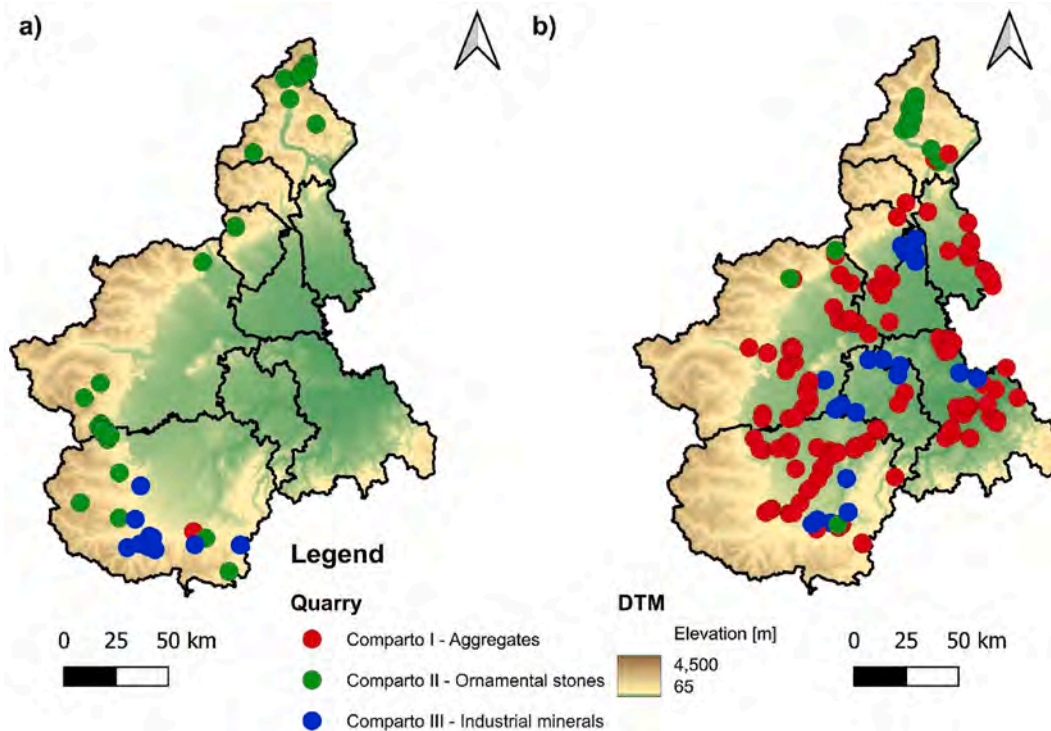 a)
b)
Legend
Quarry
DTM
0 25 50 km
Comparto I - Aggregates
Elevation [m]
4,500
65
0 25 50 km
Comparto II - Ornamental stones
Comparto III - Industrial minerals